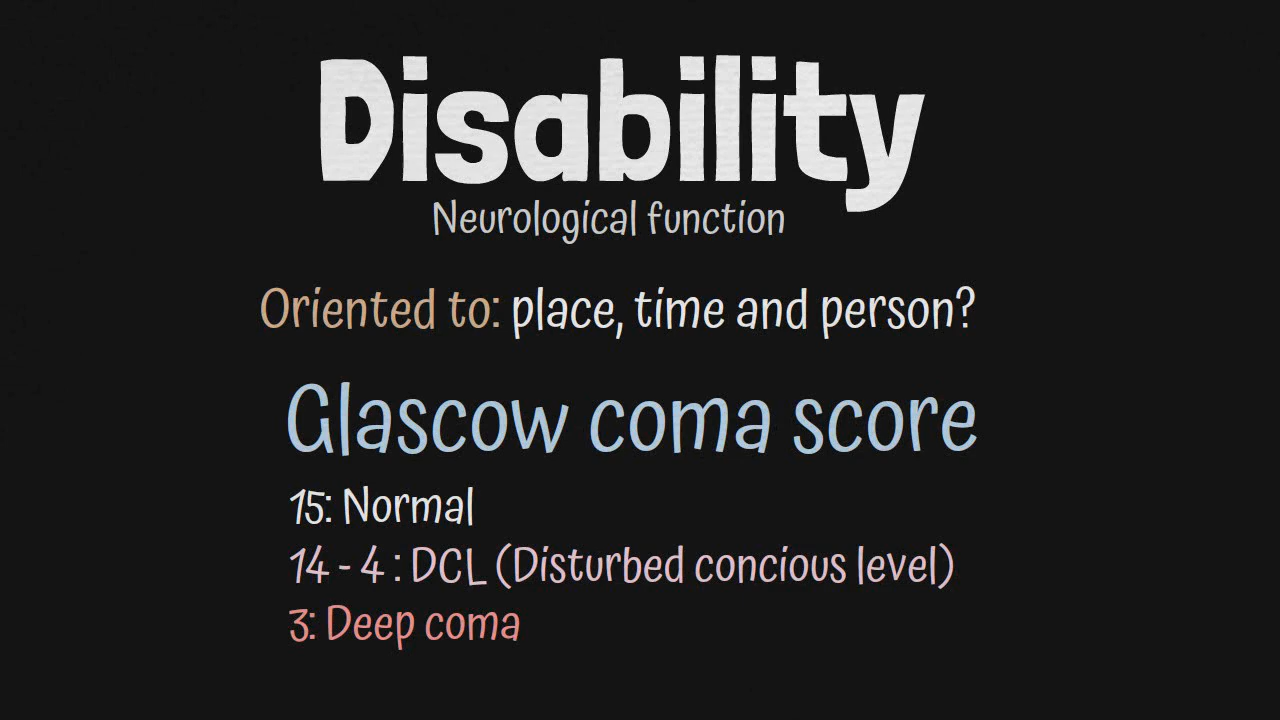 Disability
Neurological function
Oriented to: place, time and person?
Glascow coma score
15: Normal
14 - 4 : DCL (Disturbed concious level)
3: Deep coma